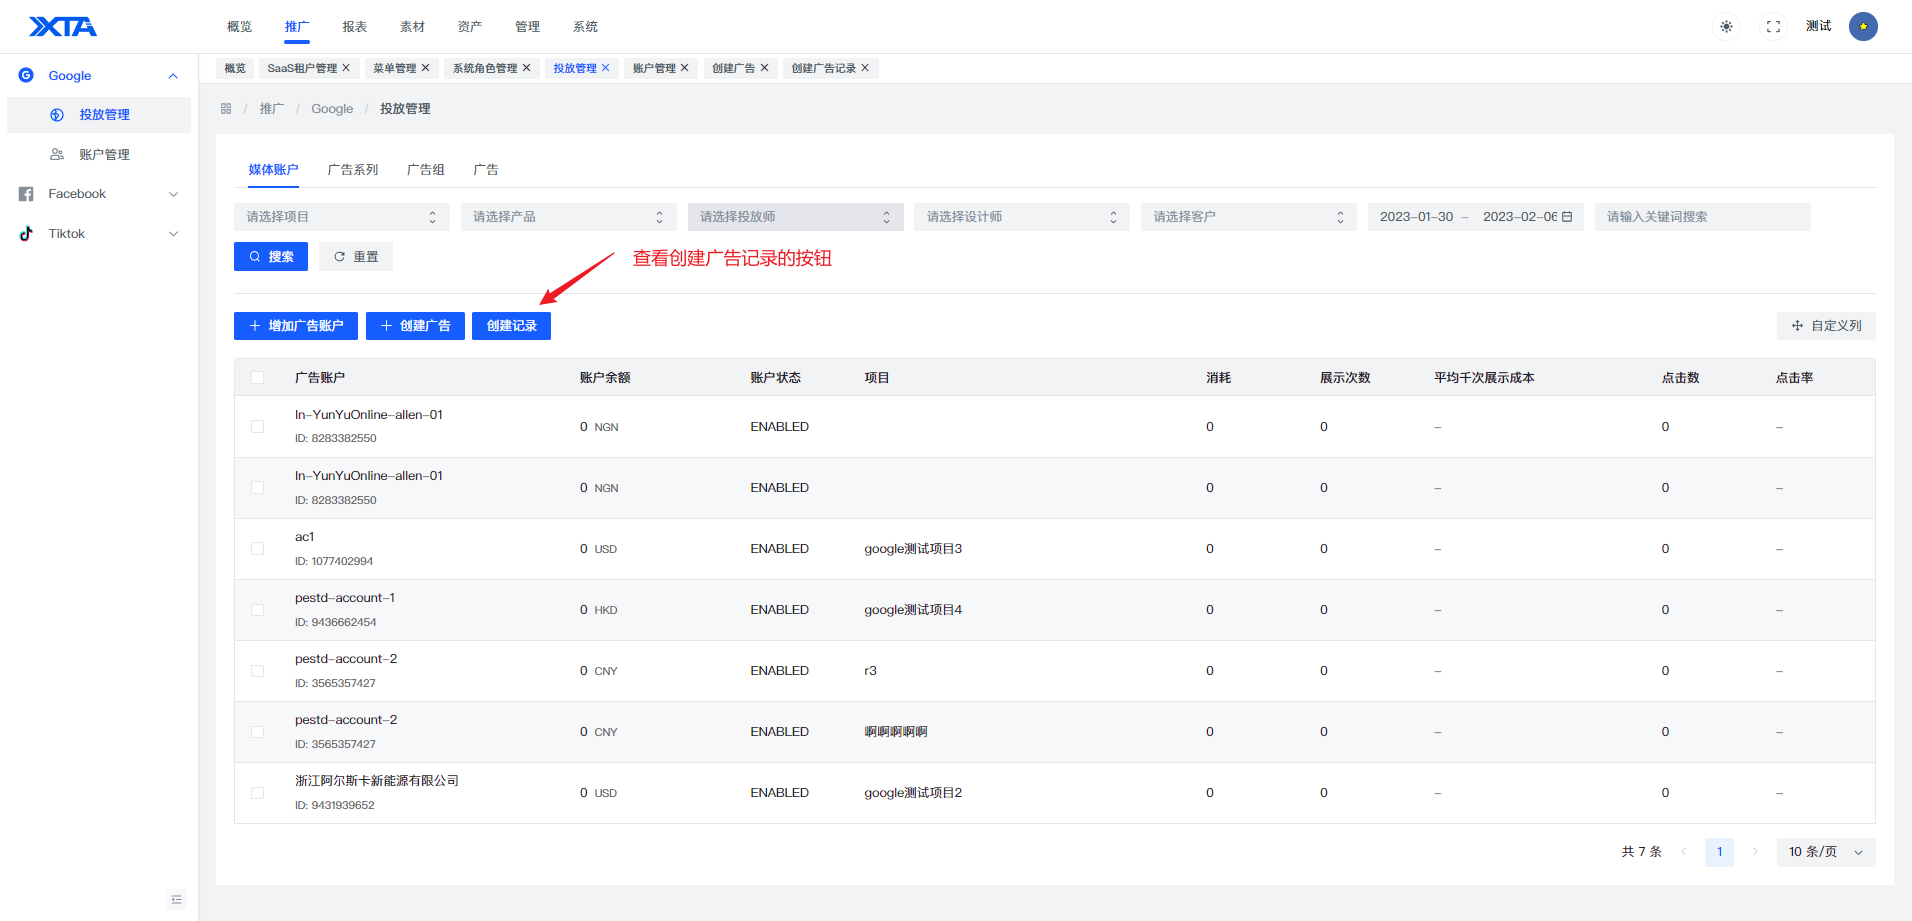 XTA
概览 推广 报表 素材 资产 管理 系统
测试
概览 SaaS租户管理 菜单管理 系统角色管理 投放管理 账户管理 创建广告 创建广告记录
Google
投放管理
账户管理
Facebook
Tiktok
/ 推广 / Google / 投放管理
媒体账户 广告系列 广告组 广告
请选择项目 请选择产品 请选择投放师 请选择设计师 请选择客户 2023-01-30 – 2023-02-06 请输入关键词搜索
搜索 重置
查看创建广告记录的按钮
增加广告账户 创建广告 创建记录 自定义列
广告账户 账户余额 账户状态 项目 消耗 展示次数 平均千次展示成本 点击数 点击率
In-YunYuOnline-allen-01
ID: 8283382550
0 NGN ENABLED 0 0 – 0 –
In-YunYuOnline-allen-01
ID: 8283382550
0 NGN ENABLED 0 0 – 0 –
ac1
ID: 1077402994
0 USD ENABLED google测试项目3 0 0 – 0 –
pestd-account-1
ID: 9436662454
0 HKD ENABLED google测试项目4 0 0 – 0 –
pestd-account-2
ID: 3565357427
0 CNY ENABLED r3 0 0 – 0 –
pestd-account-2
ID: 3565357427
0 CNY ENABLED 啊啊啊啊啊 0 0 – 0 –
浙江阿尔斯卡新能源有限公司
ID: 9431939652
0 USD ENABLED google测试项目2 0 0 – 0 –
共 7 条 1 10 条/页